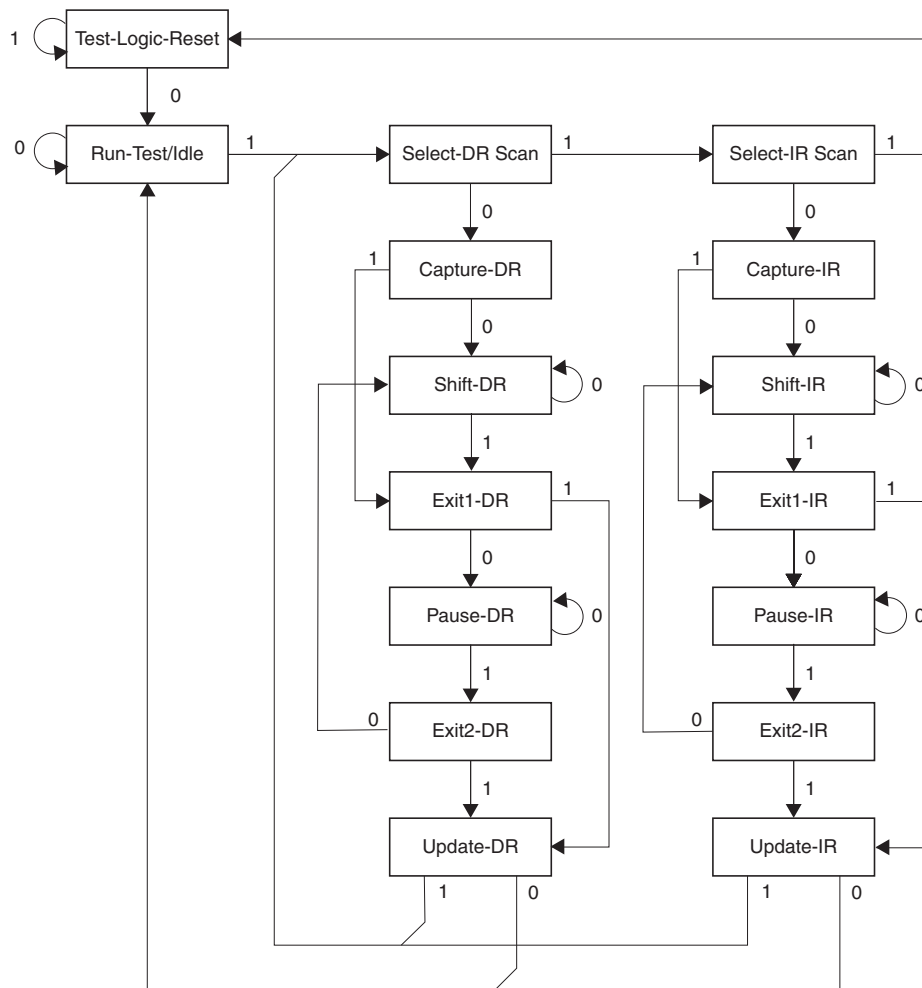 Test-Logic-Reset
1
0
Run-Test/Idle
0
1
Select-DR Scan
1
Select-IR Scan
1
0
0
1
Capture-DR
1
Capture-IR
0
0
Shift-DR
0
Shift-IR
0
1
1
Exit1-DR
1
Exit1-IR
1
0
0
Pause-DR
0
Pause-IR
0
1
1
0
Exit2-DR
0
Exit2-IR
1
1
Update-DR
Update-IR
1
0
1
0